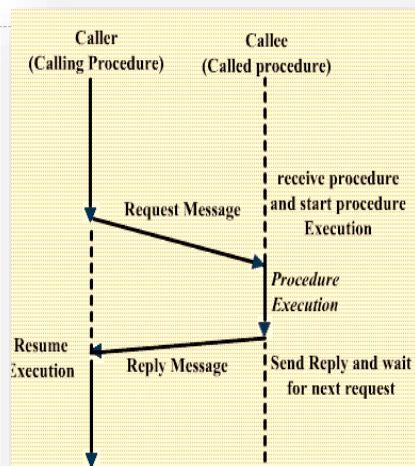 Caller
(Calling Procedure)
Callee
(Called procedure)
receive procedure
and start procedure
Execution
Request Message
Procedure
Execution
Resume
Execution
Reply Message
Send Reply and wait
for next request